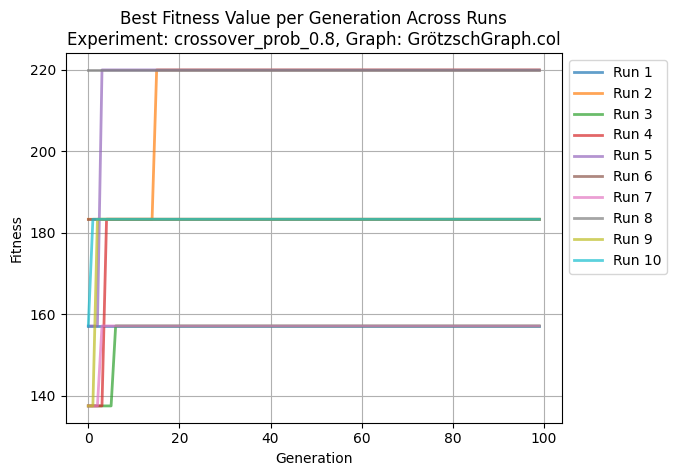 Best Fitness Value per Generation Across Runs
Experiment: crossover_prob_0.8, Graph: GrötzschGraph.col
Fitness
220
200
180
160
140
0
20
40
60
80
100
Generation
Run 1
Run 2
Run 3
Run 4
Run 5
Run 6
Run 7
Run 8
Run 9
Run 10